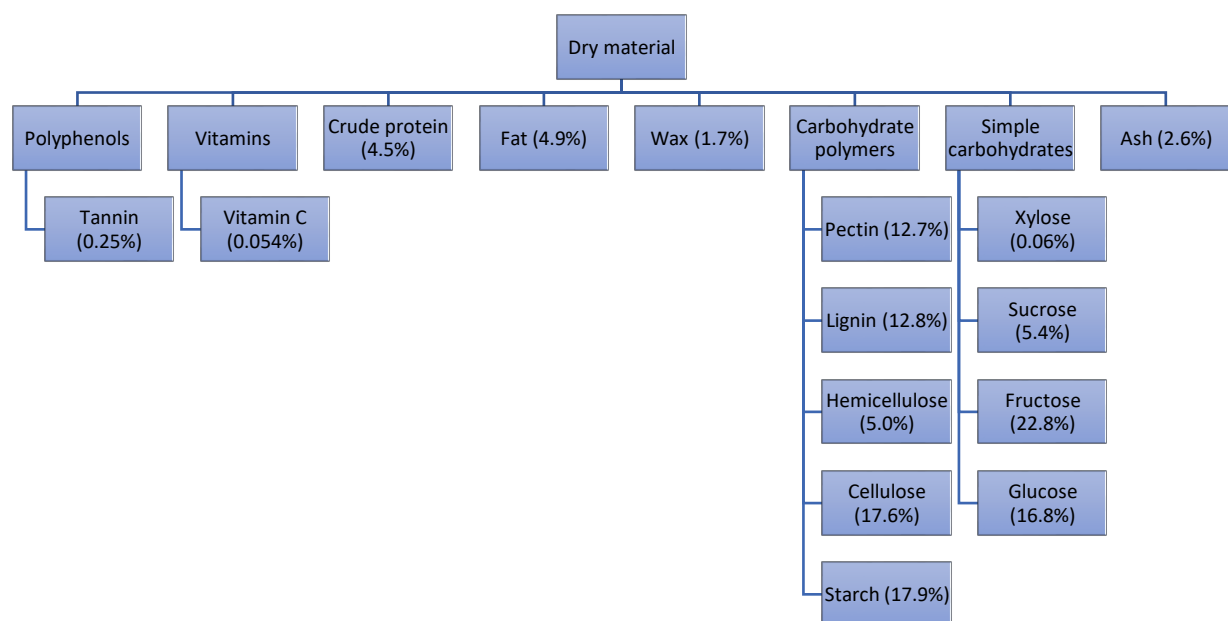 Dry material
Polyphenols
Vitamins
Crude protein
(4.5%)
Fat (4.9%)
Wax (1.7%)
Carbohydrate
polymers
Simple
carbohydrates
Ash (2.6%)
Tannin
(0.25%)
Vitamin C
(0.054%)
Pectin (12.7%)
Lignin (12.8%)
Hemicellulose
(5.0%)
Cellulose
(17.6%)
Starch (17.9%)
Xylose
(0.06%)
Sucrose
(5.4%)
Fructose
(22.8%)
Glucose
(16.8%)